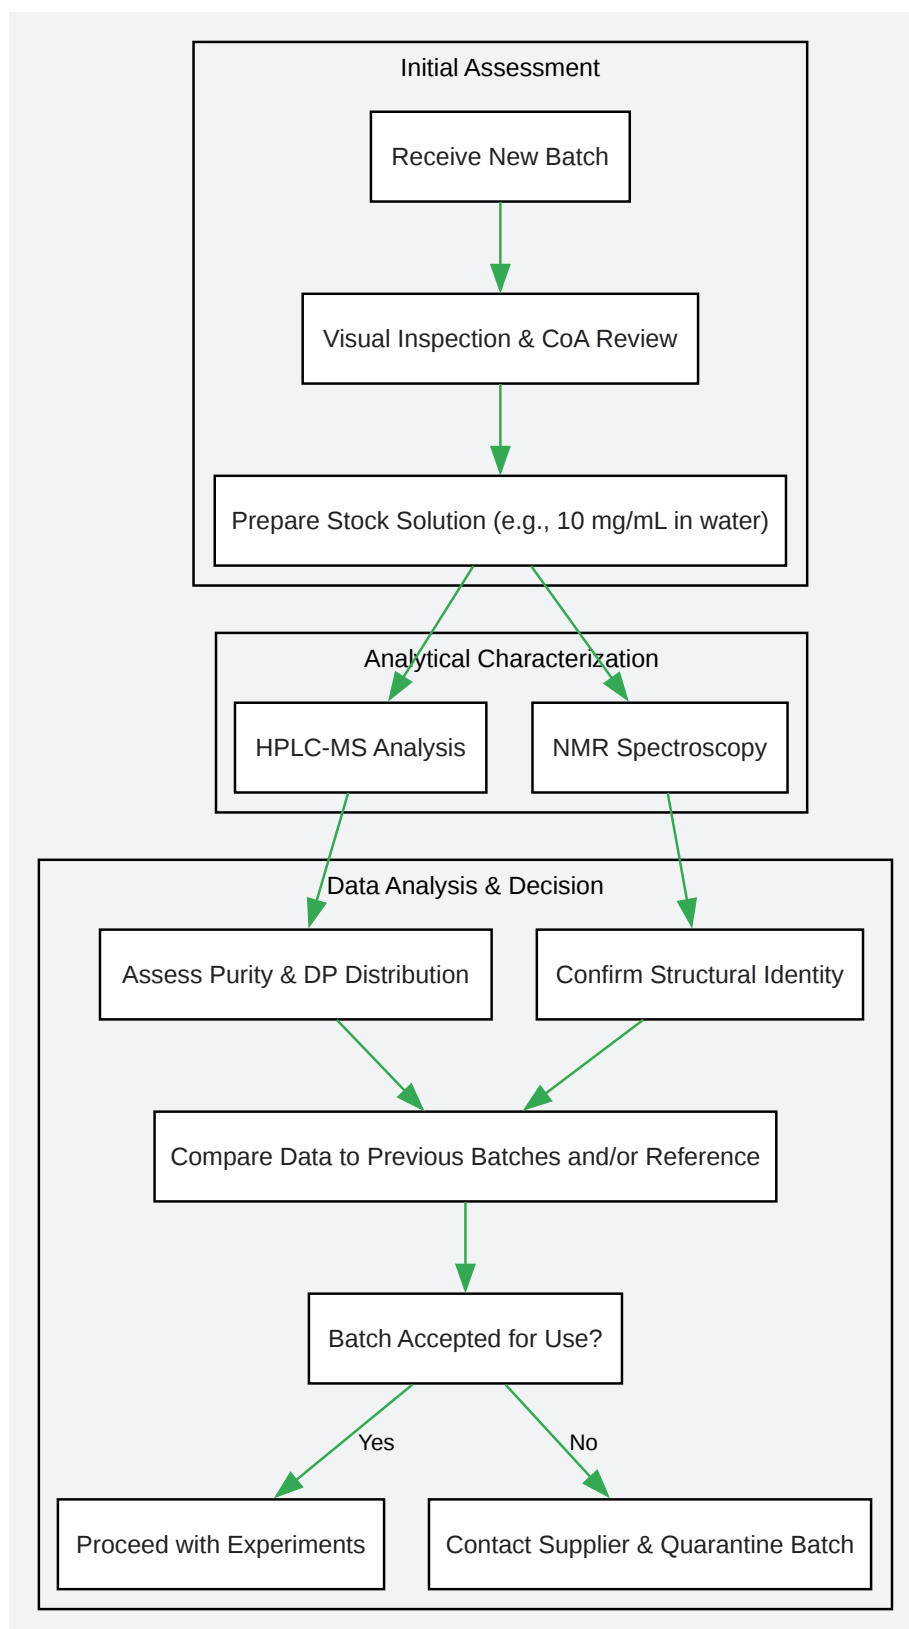 Initial Assessment
Receive New Batch
Visual Inspection & CoA Review
Prepare Stock Solution (e.g., 10 mg/mL in water)
Analytical Characterization
HPLC-MS Analysis
NMR Spectroscopy
Data Analysis & Decision
Assess Purity & DP Distribution
Confirm Structural Identity
Compare Data to Previous Batches and/or Reference
Batch Accepted for Use?
Yes
No
Proceed with Experiments
Contact Supplier & Quarantine Batch